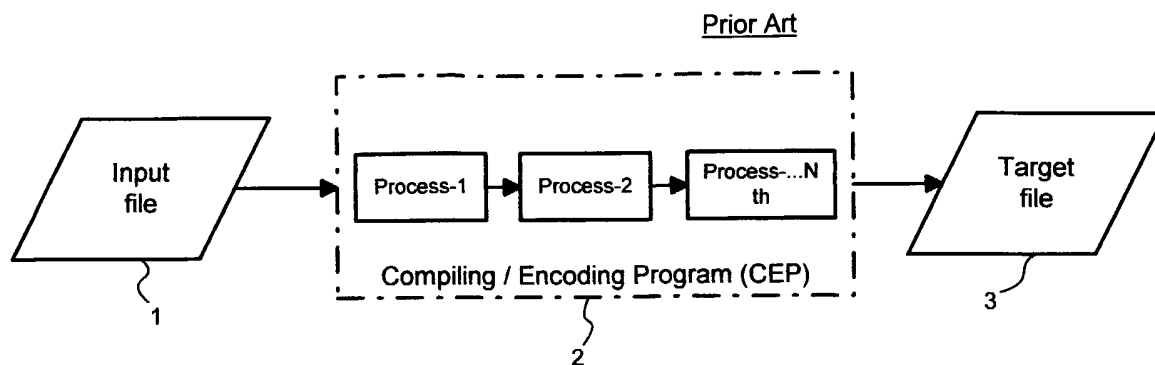 Prior Art
Input
file
Process-1
Process-2
Process-...N
th
Target
file
Compiling / Encoding Program (CEP)
1
2
3